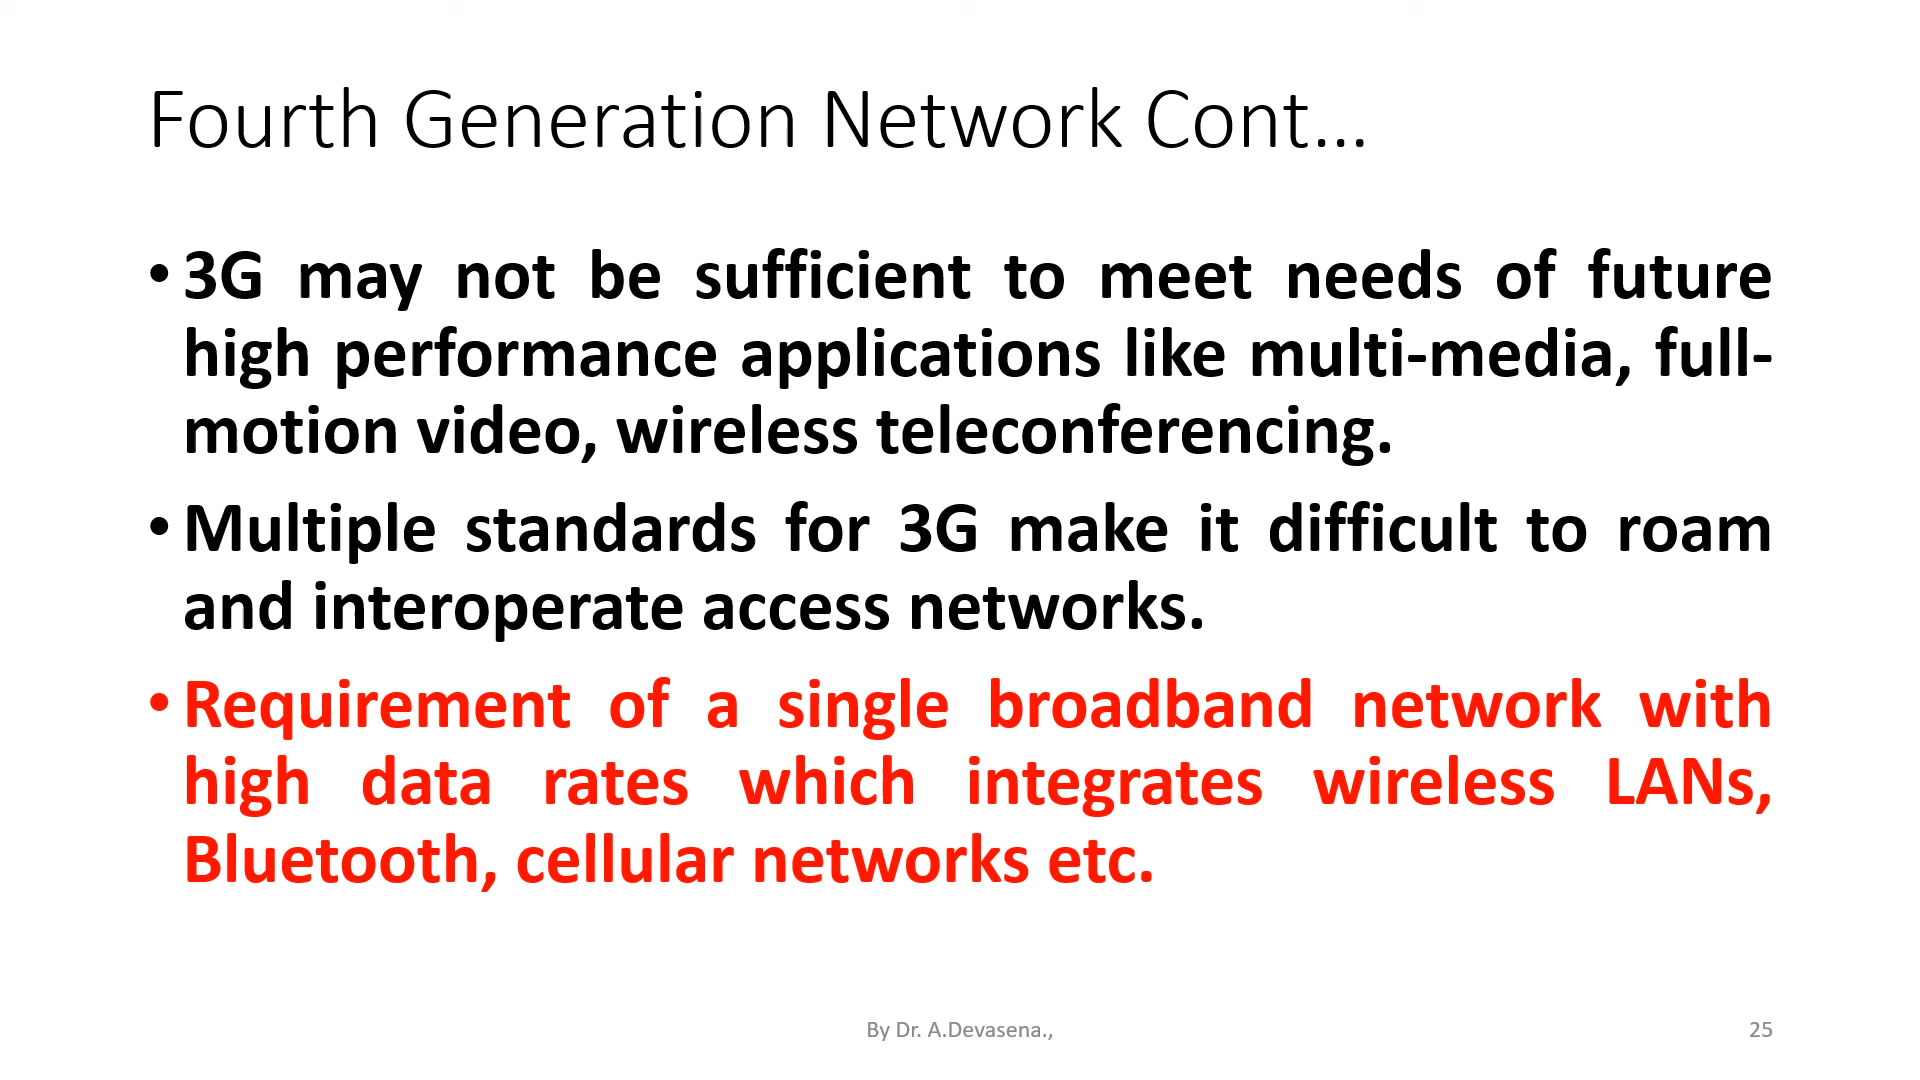 Fourth Generation Network Cont...
• 3G may not be sufficient to meet needs of future
high performance applications like multi-media, full-
motion video, wireless teleconferencing.
• Multiple standards for 3G make it difficult to roam
and interoperate access networks.
• Requirement of a single broadband network with
high data rates which integrates wireless LANs,
Bluetooth, cellular networks etc.
By Dr. A.Devasena.,
25